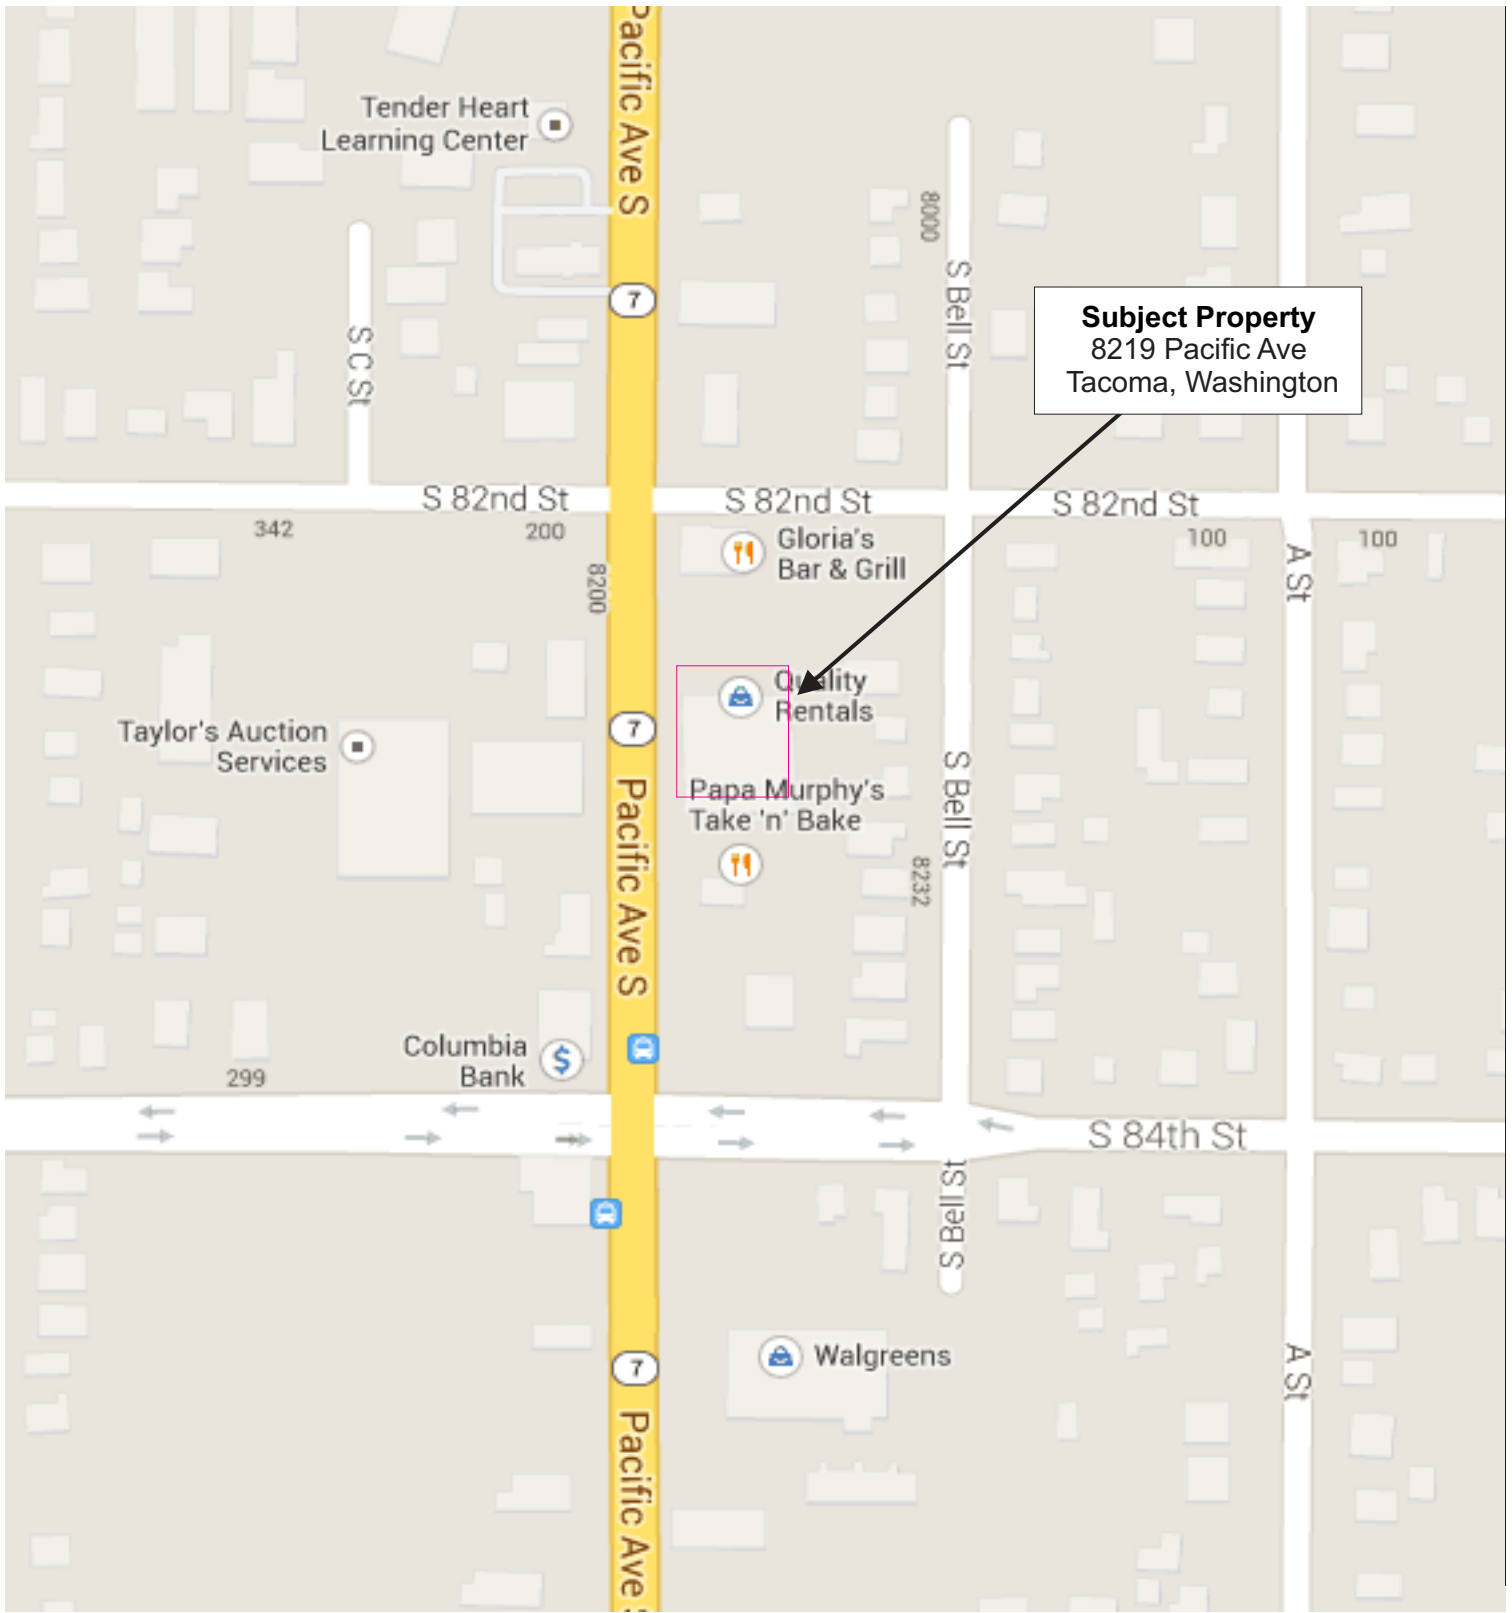 Pacific Ave S
Tender Heart
Learning Center
8000
S Bell St
7
S C St
Subject Property
8219 Pacific Ave
Tacoma, Washington
S 82nd St
S 82nd St
S 82nd St
342
200
100
100
Gloria's
Bar & Grill
A St
8200
Quality
Rentals
Taylor's Auction
Services
7
Papa Murphy's
Take 'n' Bake
Pacific Ave S
S Bell St
8232
Columbia
Bank
$
299
S 84th St
S Bell St
Walgreens
7
A St
Pacific Ave S